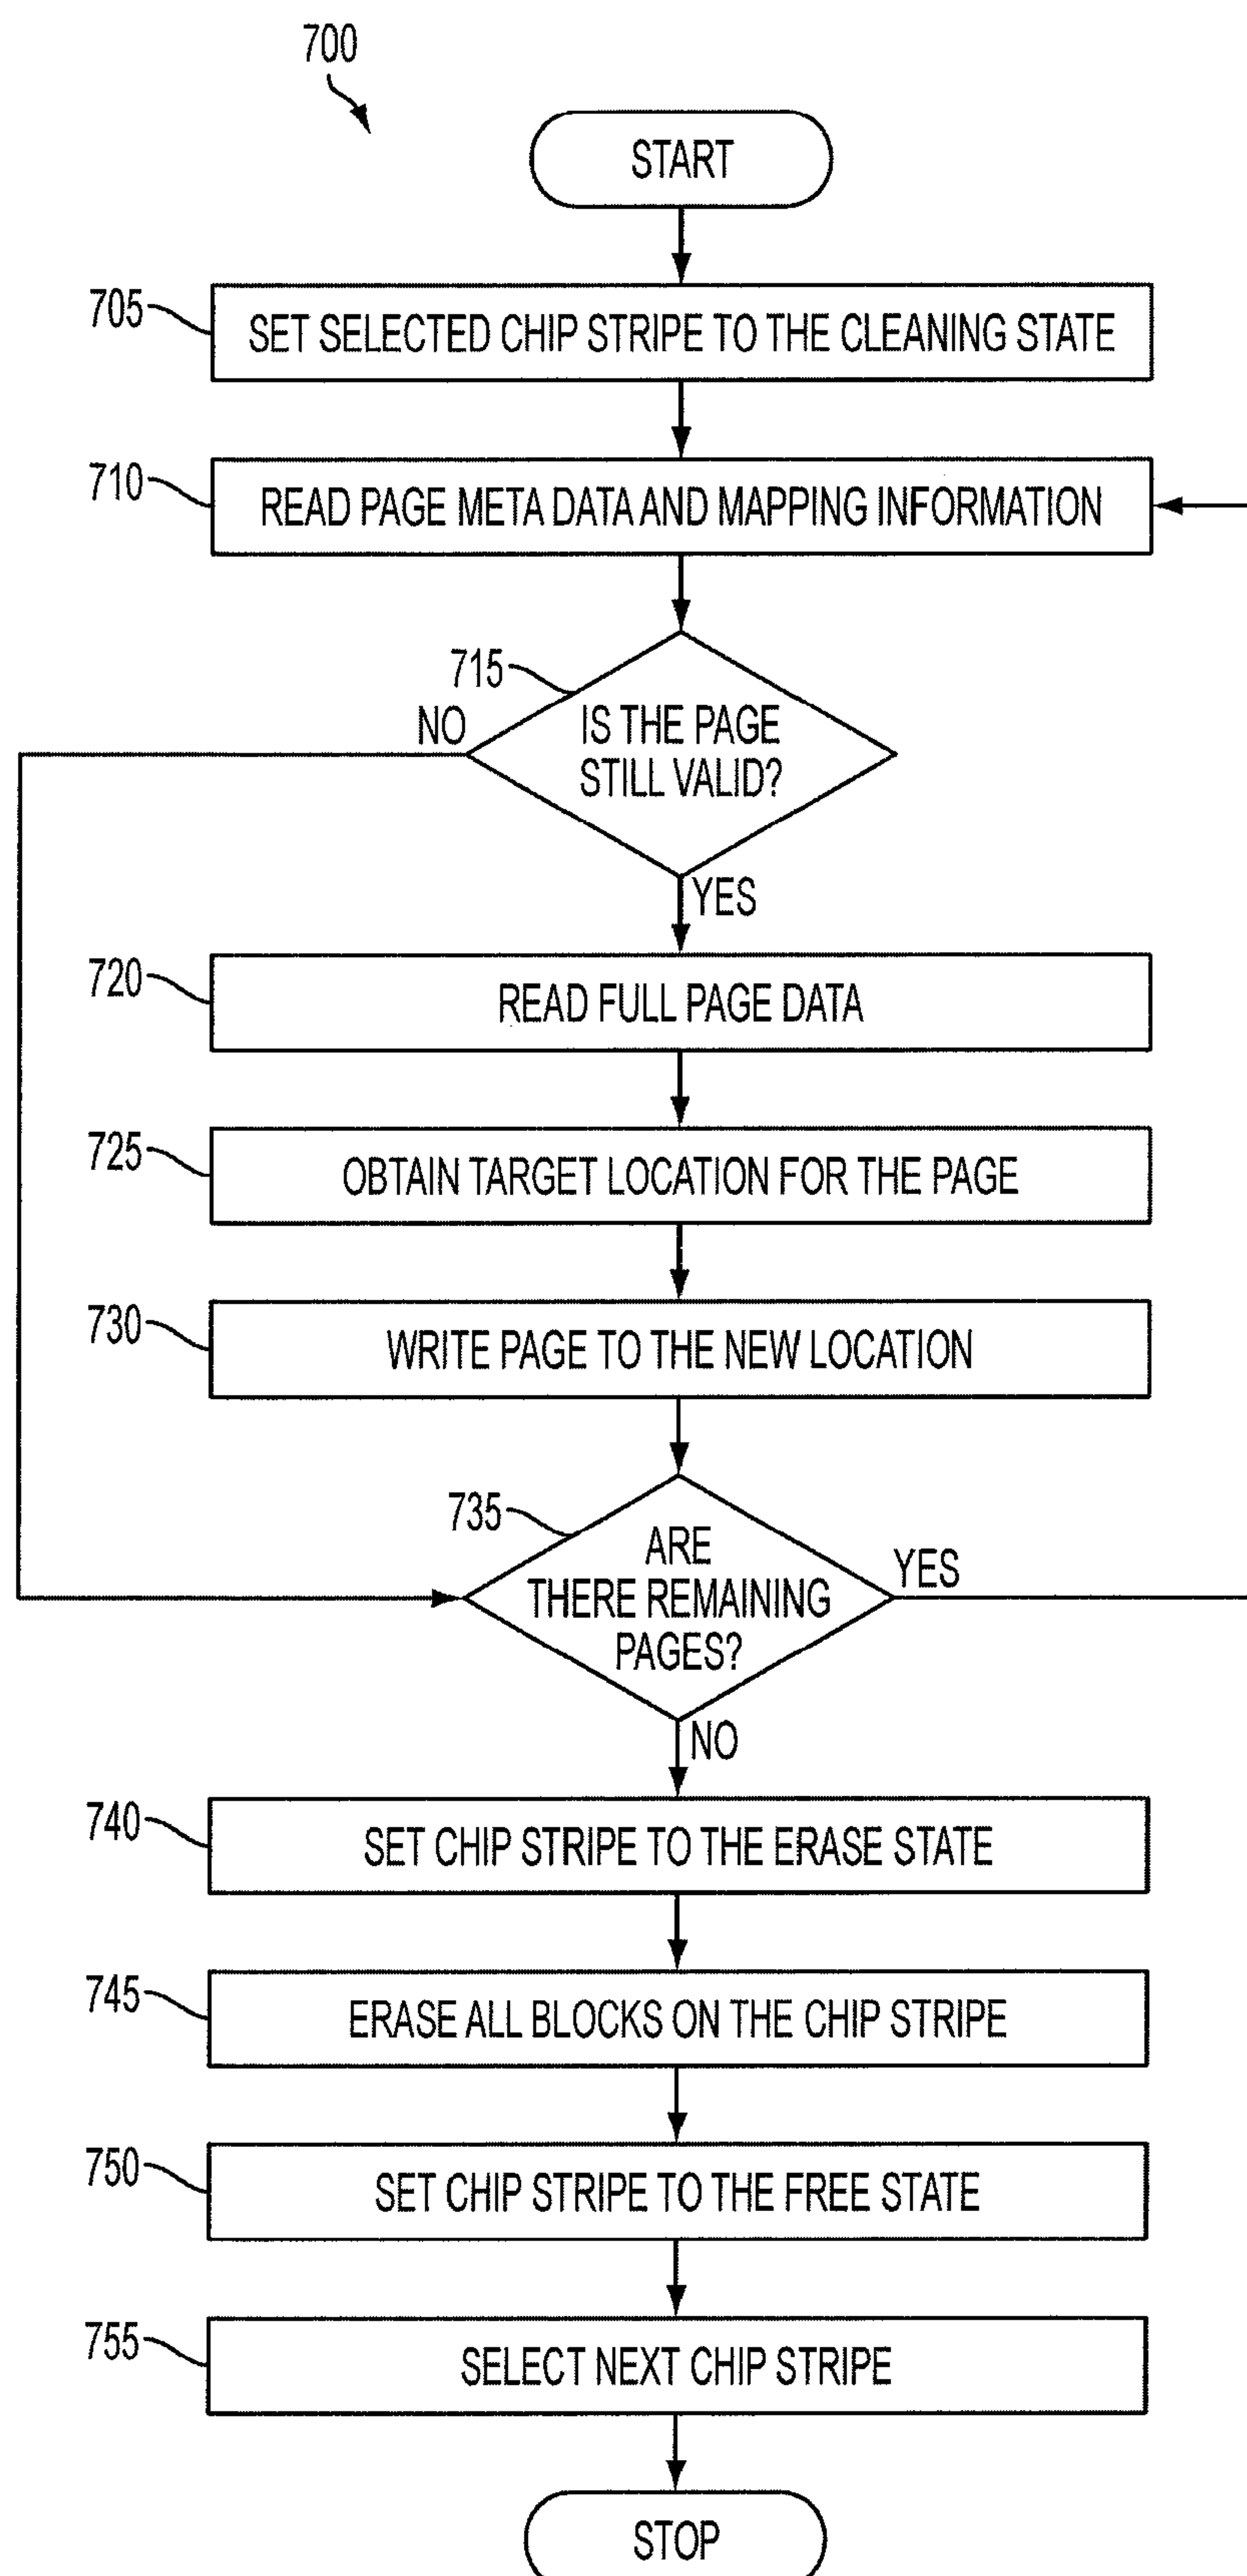 700
START
705
SET SELECTED CHIP STRIPE TO THE CLEANING STATE
710
READ PAGE META DATA AND MAPPING INFORMATION
715
NO
IS THE PAGE
STILL VALID?
YES
720
READ FULL PAGE DATA
725
OBTAIN TARGET LOCATION FOR THE PAGE
730
WRITE PAGE TO THE NEW LOCATION
735
ARE
THERE REMAINING
PAGES?
YES
NO
740
SET CHIP STRIPE TO THE ERASE STATE
745
ERASE ALL BLOCKS ON THE CHIP STRIPE
750
SET CHIP STRIPE TO THE FREE STATE
755
SELECT NEXT CHIP STRIPE
STOP